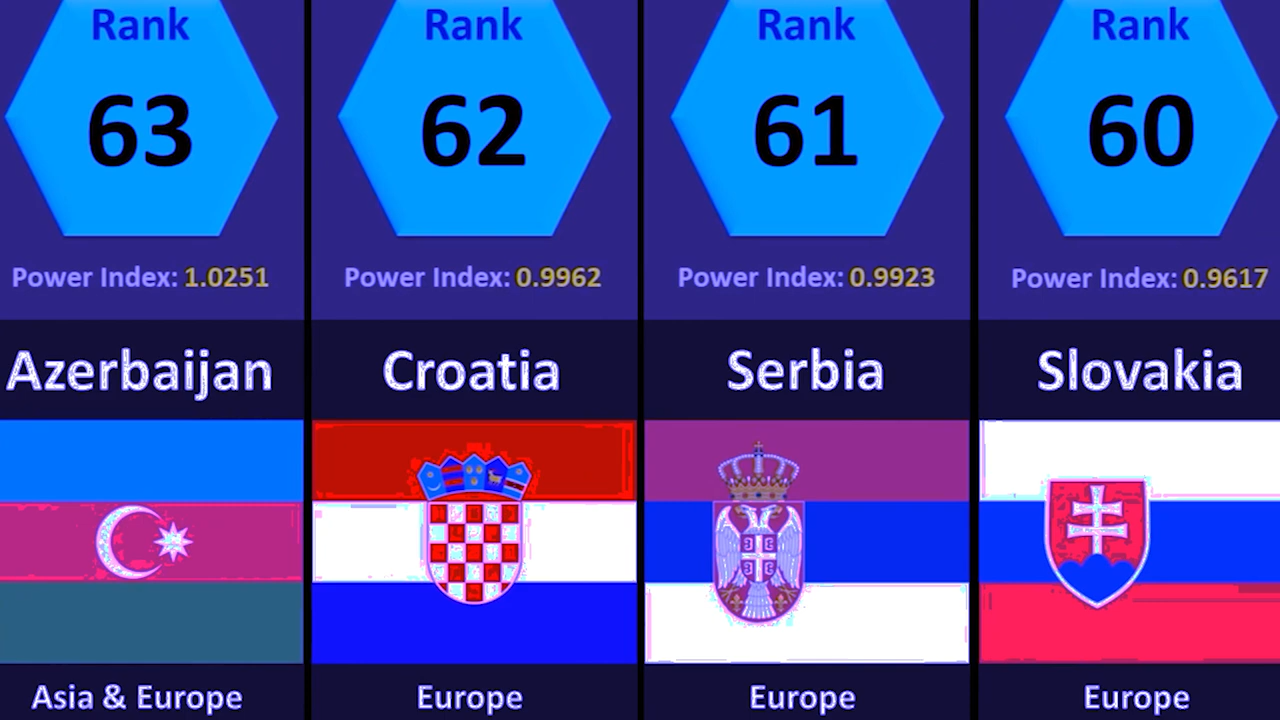 Rank
63
Power Index: 1.0251
Azerbaijan
Asia & Europe
Rank
62
Power Index: 0.9962
Croatia
Europe
Rank
61
Power Index: 0.9923
Serbia
Europe
Rank
60
Power Index: 0.9617
Slovakia
Europe